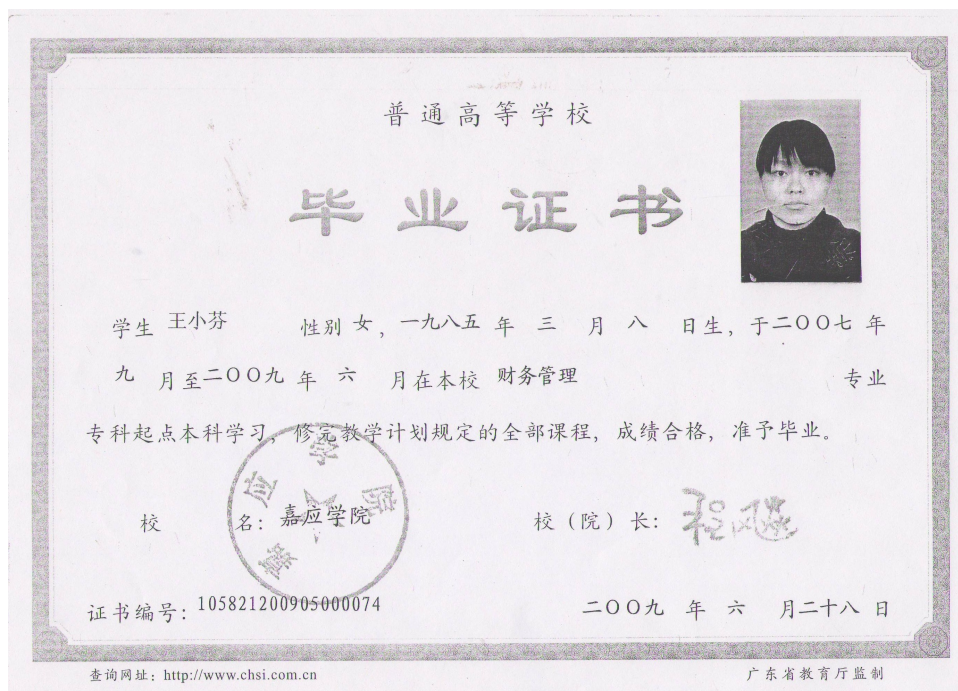 普通高等学校
毕业证书
学生 王小芬 性别 女，一九八五 年 三 月 八 日生，于二〇〇七 年
九 月至二〇〇九 年 六 月在本校 财务管理 专业
专科起点本科学习，修完教学计划规定的全部课程，成绩合格，准予毕业。
嘉应学院
校 名：嘉应学院 校（院）长：
证书编号：105821200905000074 二〇〇九 年 六 月二十八 日
查询网址：http://www.chsi.com.cn 广东省教育厅监制